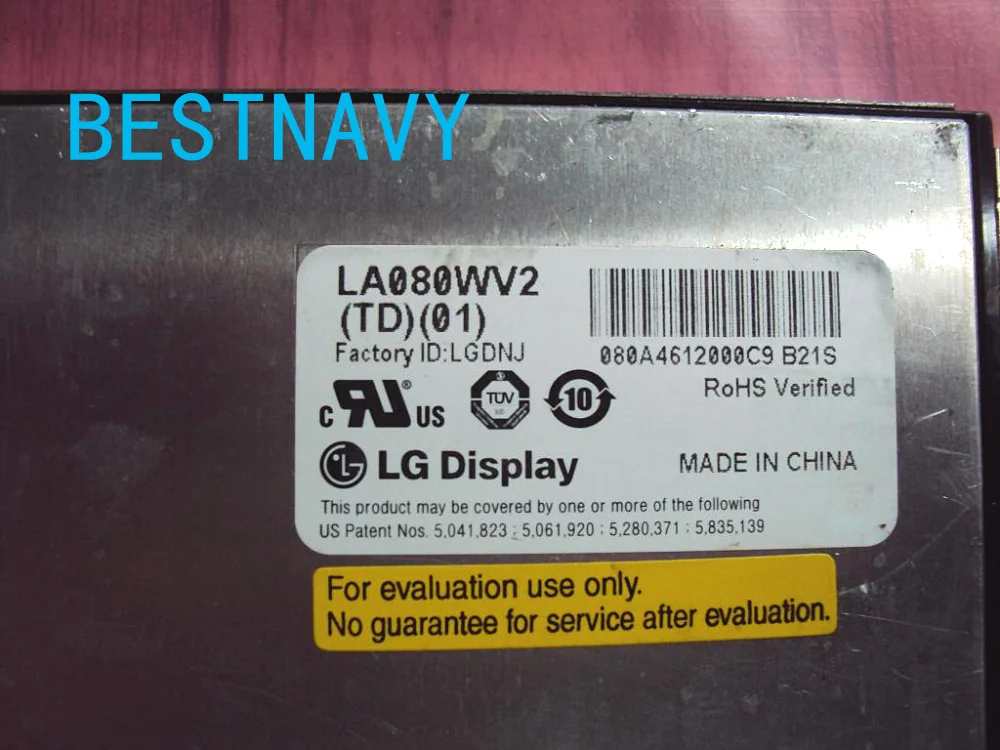 BESTNAVY
LA080WV2
(TD)(01)
Factory ID:LGDNJ
080A4612000C9 B21S
RoHS Verified
c RU® US
TÜV
10
LG Display
MADE IN CHINA
This product may be covered by one or more of the following
US Patent Nos. 5,041,823 : 5,061,920 : 5,280,371 : 5,835,139
For evaluation use only.
No guarantee for service after evaluation.